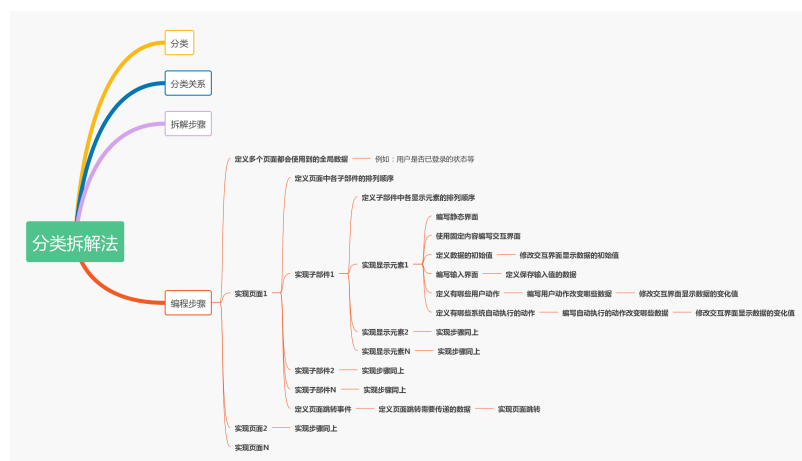 分类
分类关系
拆解步骤
定义多个页面都会使用到的全局数据
例如：用户是否已登录的状态等
定义页面中各子部件的排列顺序
定义子部件中各显示元素的排列顺序
编写静态界面
使用固定内容编写交互界面
分类拆解法
定义数据的初始值
修改交互界面显示数据的初始值
实现显示元素1
实现子部件1
编写输入界面
定义保存输入值的数据
编程步骤
实现页面1
定义有哪些用户动作
编写用户动作改变哪些数据
修改交互界面显示数据的变化值
定义有哪些系统自动执行的动作
编写自动执行的动作改变哪些数据
修改交互界面显示数据的变化值
实现显示元素2
实现步骤同上
实现显示元素N
实现步骤同上
实现子部件2
实现步骤同上
实现子部件N
实现步骤同上
定义页面跳转事件
定义页面跳转需要传递的数据
实现页面跳转
实现页面2
实现步骤同上
实现页面N